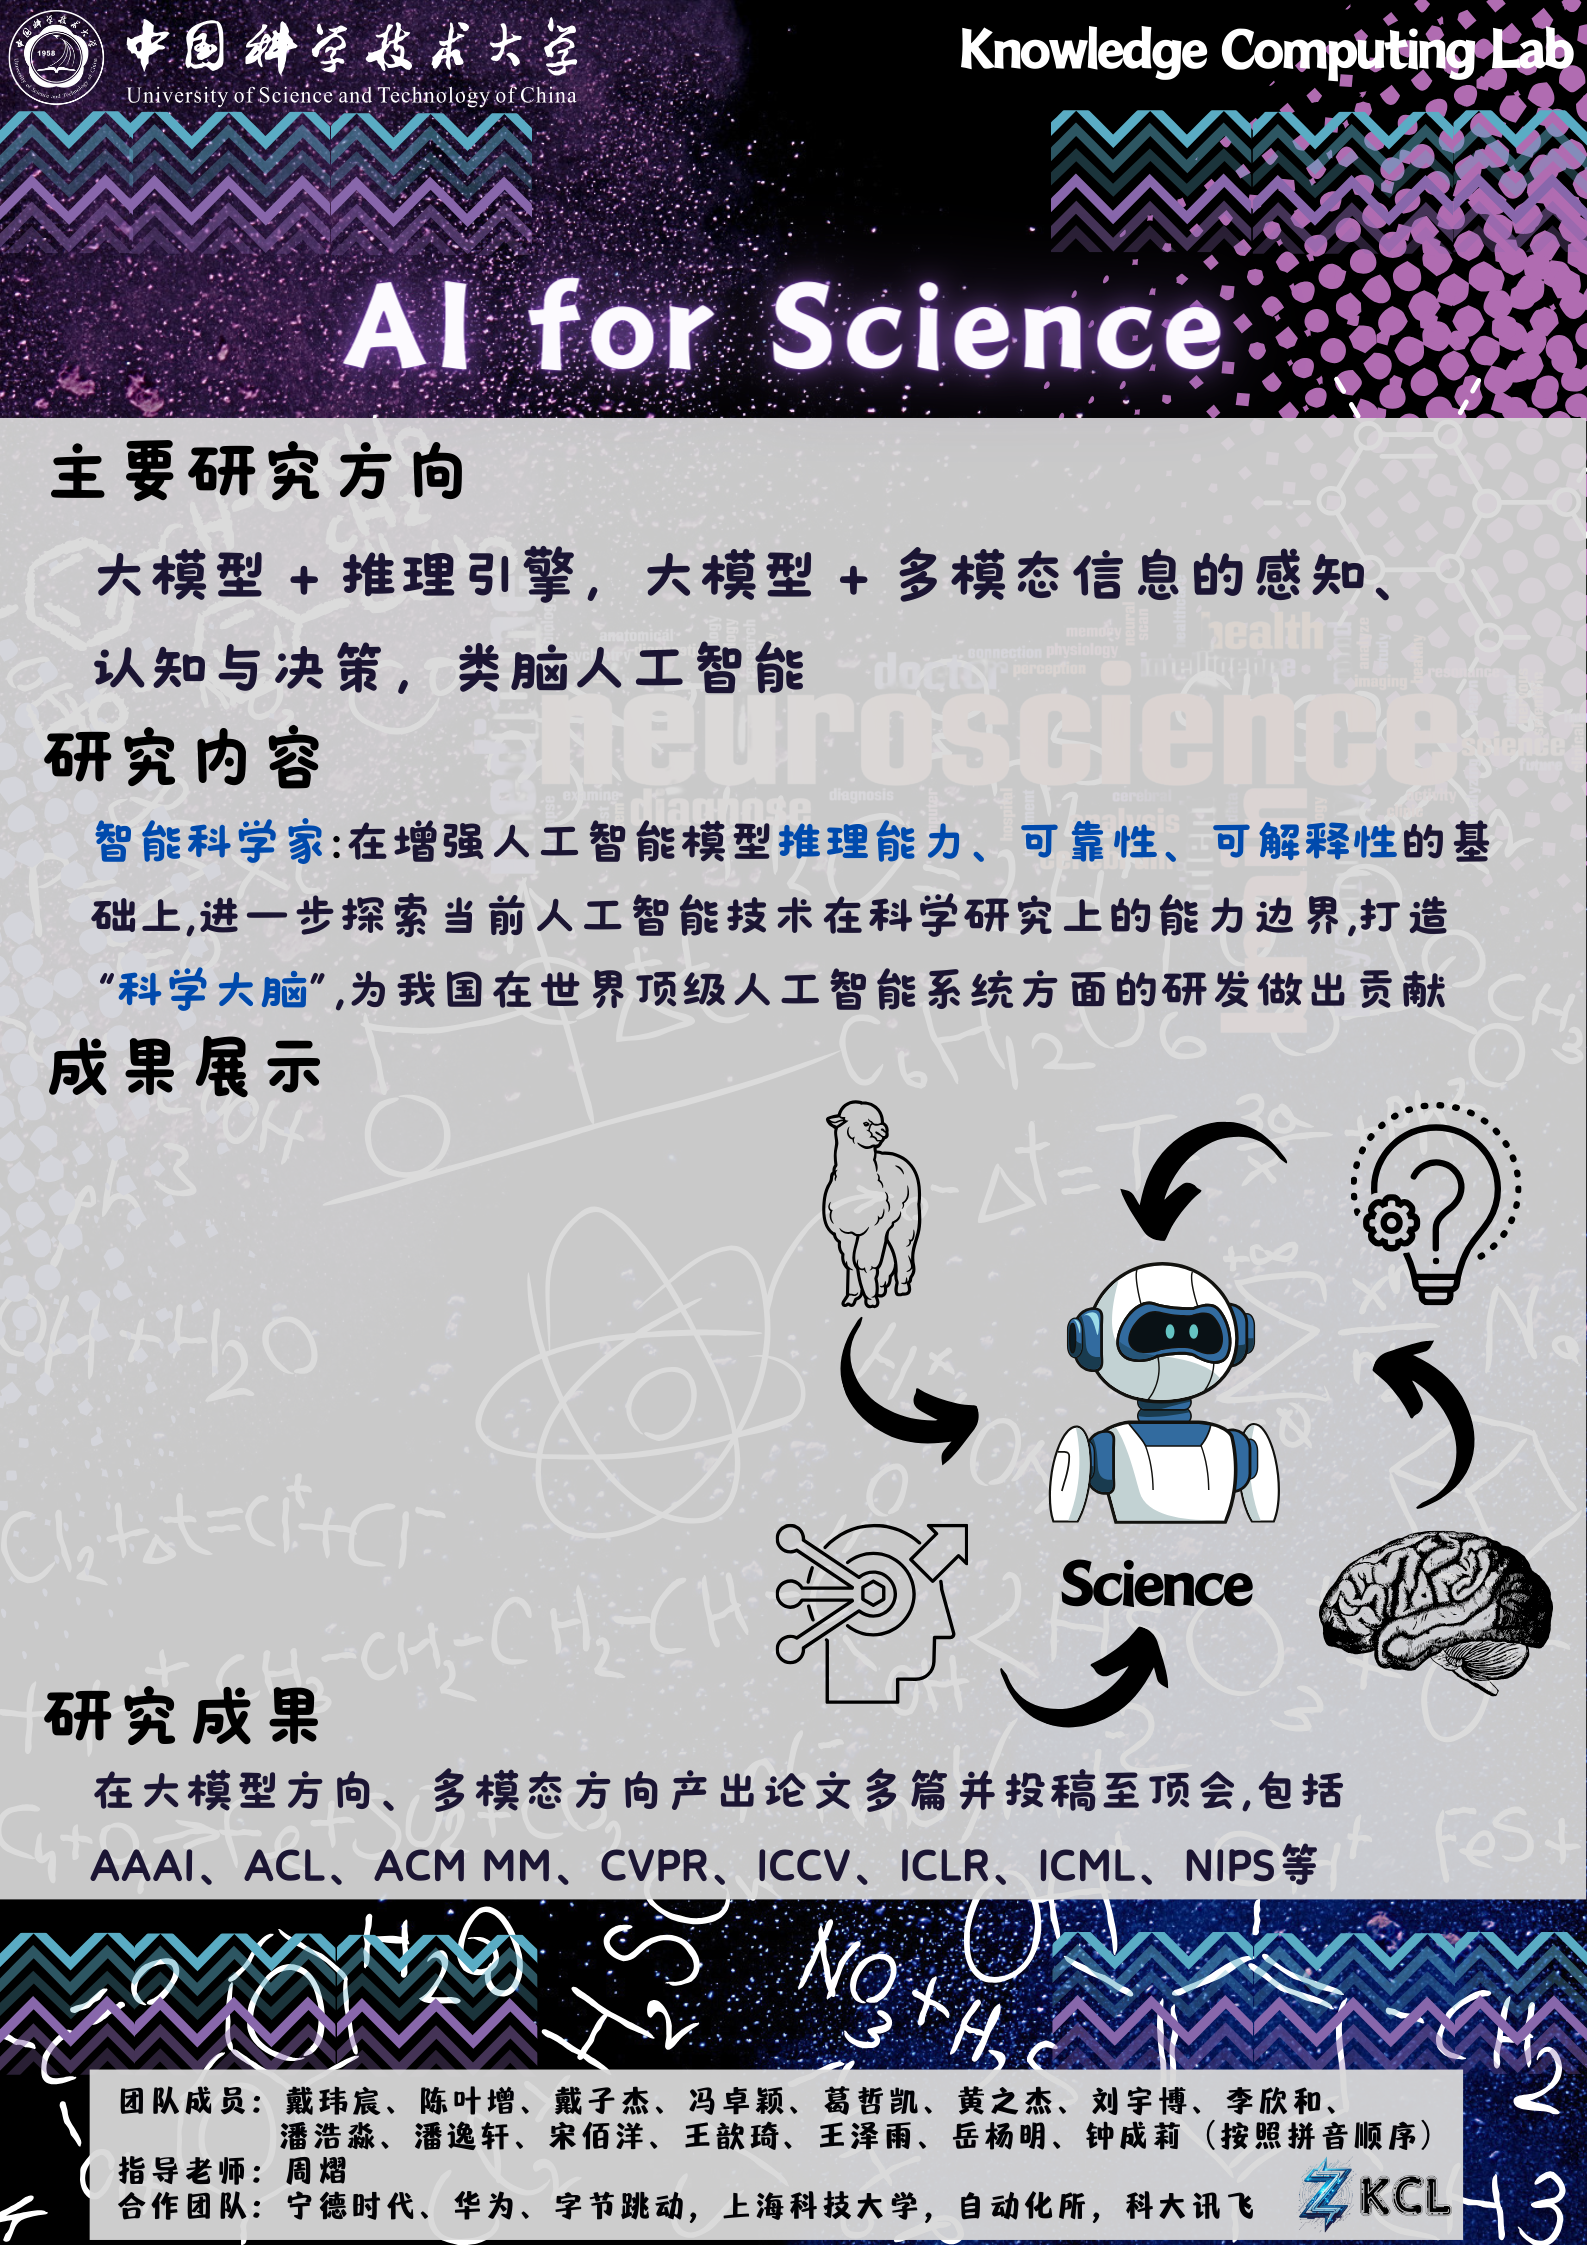 中国科学技术大学
University of Science and Technology of China
1958
Knowledge Computing Lab
AI for Science
主要研究方向
大模型 + 推理引擎，大模型 + 多模态信息的感知、
认知与决策，类脑人工智能
研究内容
智能科学家:在增强人工智能模型推理能力、可靠性、可解释性的基
础上,进一步探索当前人工智能技术在科学研究上的能力边界,打造
“科学大脑”,为我国在世界顶级人工智能系统方面的研发做出贡献
neuroscience
成果展示
Science
研究成果
在大模型方向、多模态方向产出论文多篇并投稿至顶会,包括
AAAI、ACL、ACM MM、CVPR、ICCV、ICLR、ICML、NIPS等
团队成员：戴玮宸、陈叶增、戴子杰、冯卓颖、葛哲凯、黄之杰、刘宇博、李欣和、
潘浩淼、潘逸轩、宋佰洋、王歆琦、王泽雨、岳杨明、钟成莉（按照拼音顺序）
指导老师：周熠
合作团队：宁德时代、华为、字节跳动，上海科技大学，自动化所，科大讯飞
KCL